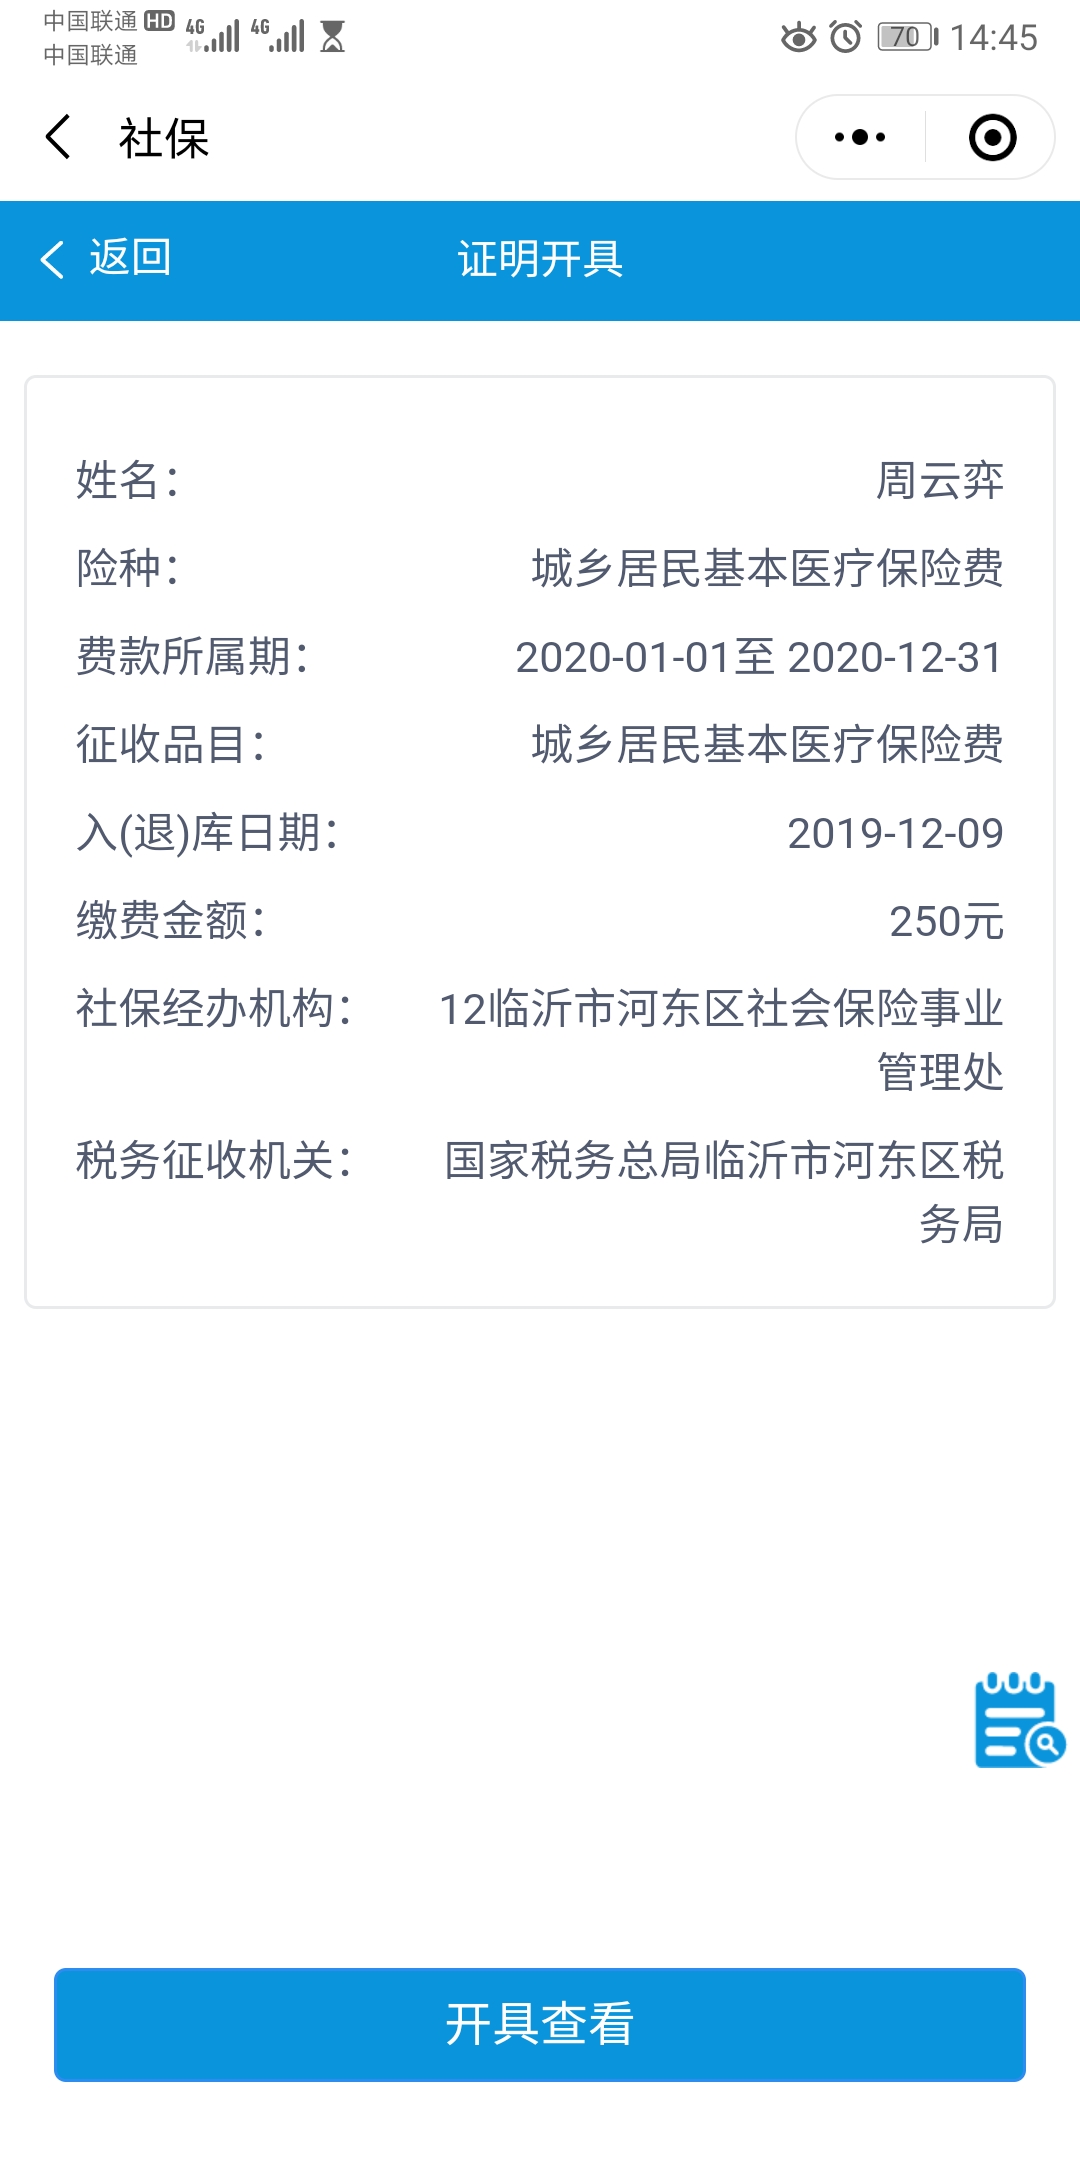 中国联通 HD 4G 4G 70 14:45
中国联通
社保
返回 证明开具
姓名： 周云弈
险种： 城乡居民基本医疗保险费
费款所属期： 2020-01-01至 2020-12-31
征收品目： 城乡居民基本医疗保险费
入(退)库日期： 2019-12-09
缴费金额： 250元
社保经办机构： 12临沂市河东区社会保险事业
管理处
税务征收机关： 国家税务总局临沂市河东区税
务局
开具查看